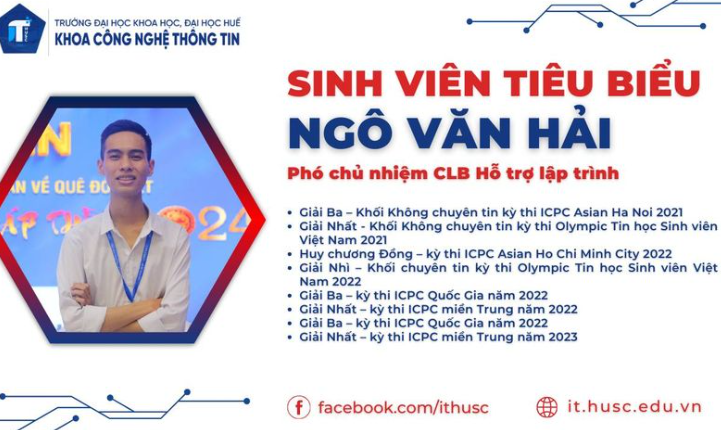 TRƯỜNG ĐẠI HỌC KHOA HỌC, ĐẠI HỌC HUẾ
KHOA CÔNG NGHỆ THÔNG TIN
SINH VIÊN TIÊU BIỂU
NGÔ VĂN HẢI
Phó chủ nhiệm CLB Hỗ trợ lập trình
• Giải Ba – Khối Không chuyên tin kỳ thi ICPC Asian Ha Noi 2021
• Giải Nhất - Khối Không chuyên tin kỳ thi Olympic Tin học Sinh viên
Việt Nam 2021
• Huy chương Đồng – kỳ thi ICPC Asian Ho Chi Minh City 2022
• Giải Nhì – Khối chuyên tin kỳ thi Olympic Tin học Sinh viên Việt
Nam 2022
• Giải Ba – kỳ thi ICPC Quốc Gia năm 2022
• Giải Nhất – kỳ thi ICPC miền Trung năm 2022
• Giải Ba – kỳ thi ICPC Quốc Gia năm 2022
• Giải Nhất – kỳ thi ICPC miền Trung năm 2023
VỀ QUÊ
2024
facebook.com/ithusc
it.husc.edu.vn